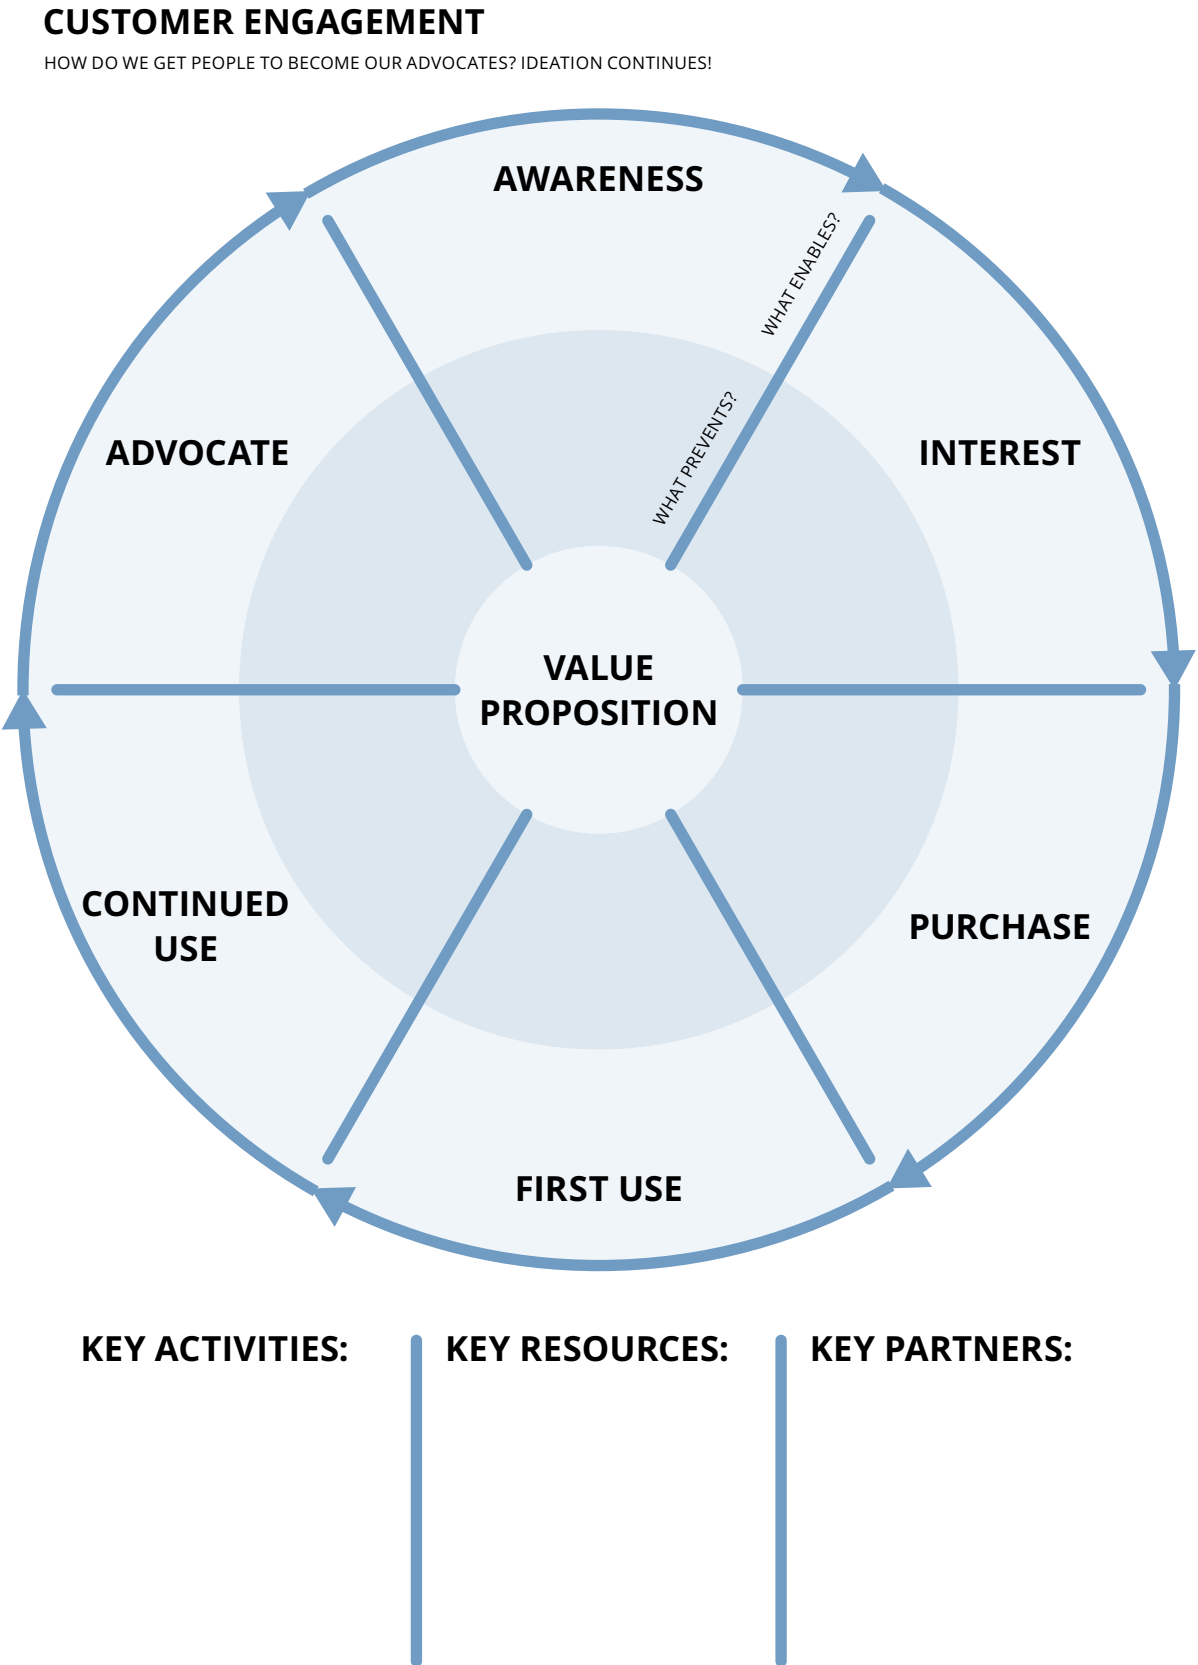 CUSTOMER ENGAGEMENT
HOW DO WE GET PEOPLE TO BECOME OUR ADVOCATES? IDEATION CONTINUES!
AWARENESS
WHAT ENABLES?
WHAT PREVENTS?
INTEREST
PURCHASE
FIRST USE
CONTINUED
USE
ADVOCATE
VALUE
PROPOSITION
KEY ACTIVITIES:
KEY RESOURCES:
KEY PARTNERS: